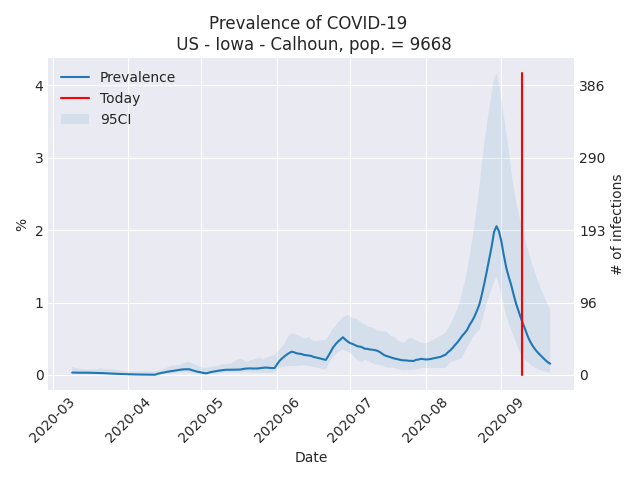 Prevalence of COVID-19
US - Iowa - Calhoun, pop. = 9668
Prevalence
Today
95CI
4
3
2
1
0
%
386
290
193
96
0
# of infections
2020-03
2020-04
2020-05
2020-06
2020-07
2020-08
2020-09
Date